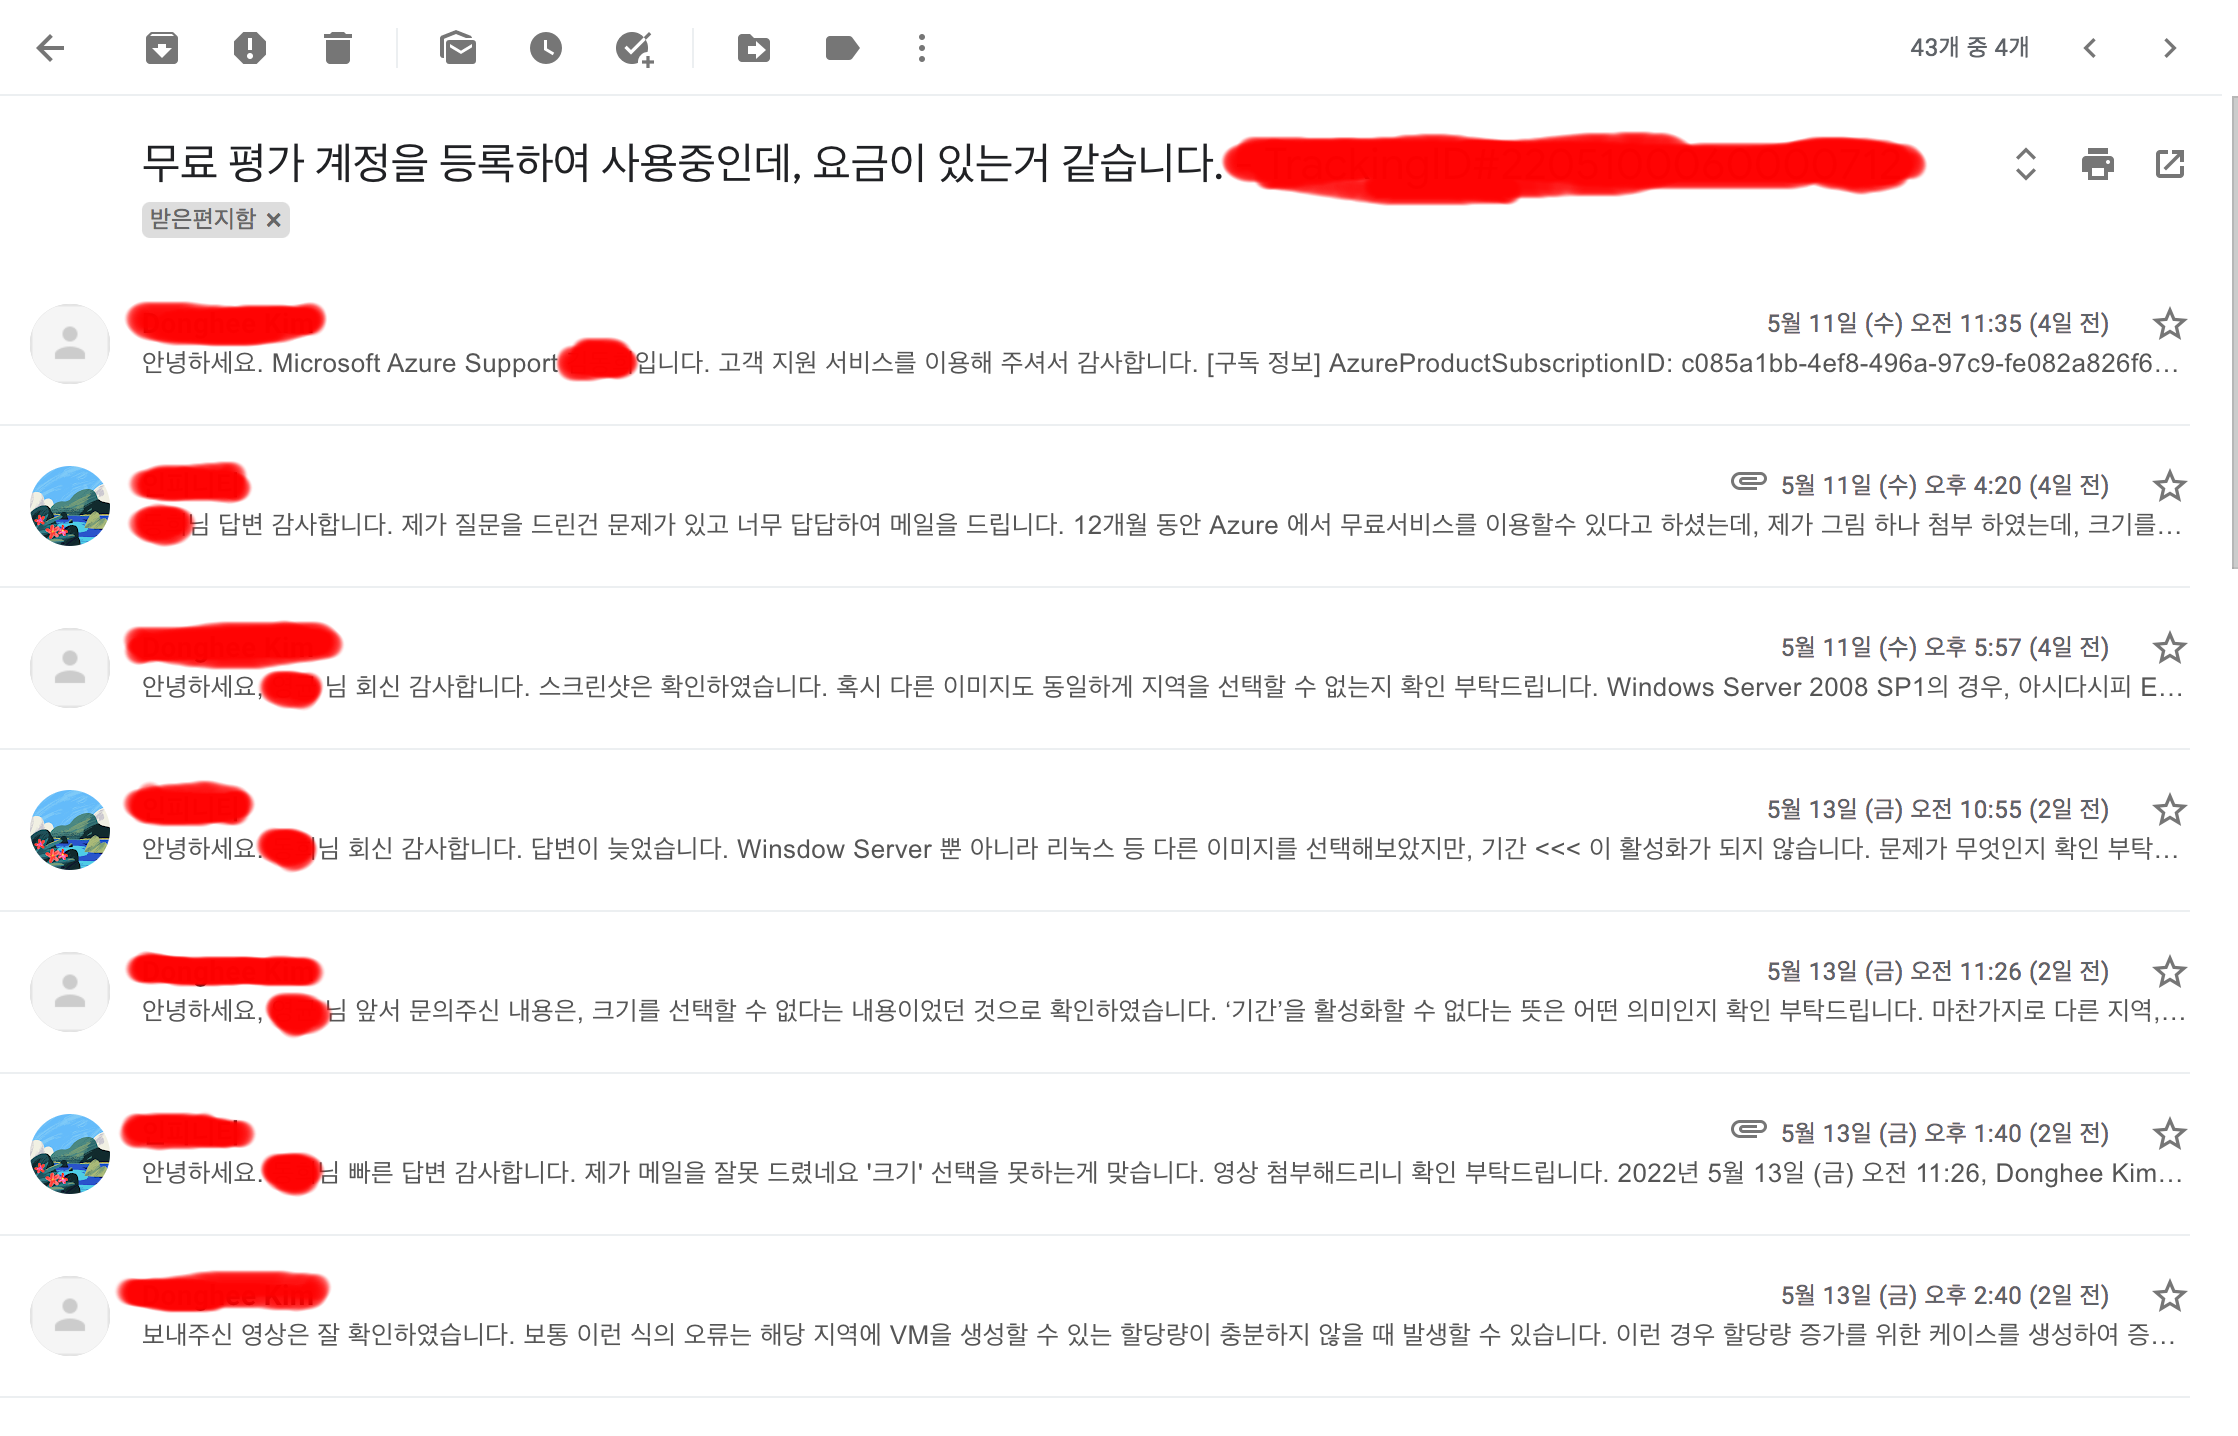 43개 중 4개
무료 평가 계정을 등록하여 사용중인데, 요금이 있는거 같습니다.
받은편지함 ×
5월 11일 (수) 오전 11:35 (4일 전)
안녕하세요. Microsoft Azure Support 입니다. 고객 지원 서비스를 이용해 주셔서 감사합니다. [구독 정보] AzureProductSubscriptionID: c085a1bb-4ef8-496a-97c9-fe082a826f6...
5월 11일 (수) 오후 4:20 (4일 전)
님 답변 감사합니다. 제가 질문을 드린건 문제가 있고 너무 답답하여 메일을 드립니다. 12개월 동안 Azure 에서 무료서비스를 이용할수 있다고 하셨는데, 제가 그림 하나 첨부 하였는데, 크기를...
5월 11일 (수) 오후 5:57 (4일 전)
안녕하세요, 님 회신 감사합니다. 스크린샷은 확인하였습니다. 혹시 다른 이미지도 동일하게 지역을 선택할 수 없는지 확인 부탁드립니다. Windows Server 2008 SP1의 경우, 아시다시피 E...
5월 13일 (금) 오전 10:55 (2일 전)
안녕하세요. 님 회신 감사합니다. 답변이 늦었습니다. Winsdow Server 뿐 아니라 리눅스 등 다른 이미지를 선택해보았지만, 기간 <<< 이 활성화가 되지 않습니다. 문제가 무엇인지 확인 부탁...
5월 13일 (금) 오전 11:26 (2일 전)
안녕하세요, 님 앞서 문의주신 내용은, 크기를 선택할 수 없다는 내용이었던 것으로 확인하였습니다. ‘기간’을 활성화할 수 없다는 뜻은 어떤 의미인지 확인 부탁드립니다. 마찬가지로 다른 지역,...
5월 13일 (금) 오후 1:40 (2일 전)
안녕하세요. 님 빠른 답변 감사합니다. 제가 메일을 잘못 드렸네요 '크기' 선택을 못하는게 맞습니다. 영상 첨부해드리니 확인 부탁드립니다. 2022년 5월 13일 (금) 오전 11:26, Donghee Kim...
5월 13일 (금) 오후 2:40 (2일 전)
보내주신 영상은 잘 확인하였습니다. 보통 이런 식의 오류는 해당 지역에 VM을 생성할 수 있는 할당량이 충분하지 않을 때 발생할 수 있습니다. 이런 경우 할당량 증가를 위한 케이스를 생성하여 증...